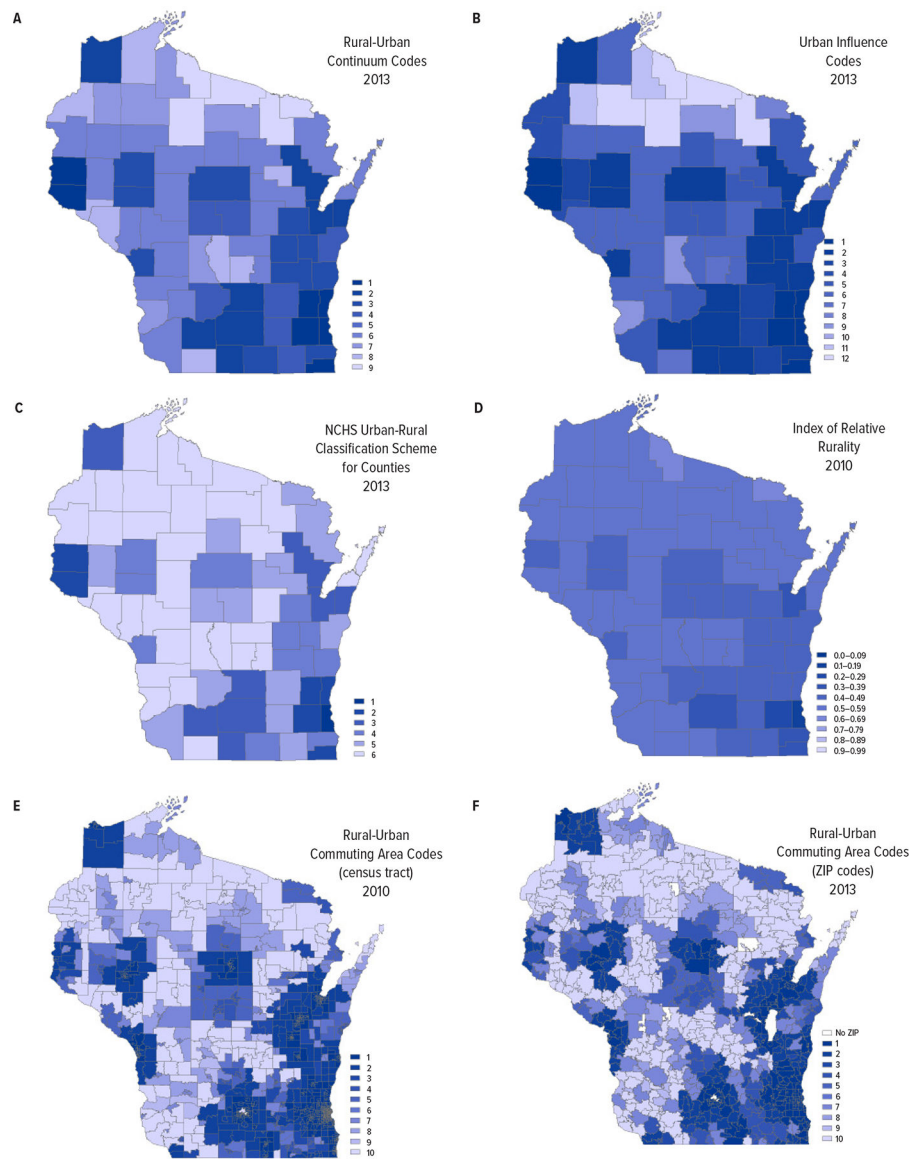 A
Rural-Urban
Continuum Codes
2013
1
2
3
4
5
6
7
8
9
B
Urban Influence
Codes
2013
1
2
3
4
5
6
7
8
9
10
11
12
C
NCHS Urban-Rural
Classification Scheme
for Counties
2013
1
2
3
4
5
6
D
Index of Relative
Rurality
2010
0.0–0.09
0.1–0.19
0.2–0.29
0.3–0.39
0.4–0.49
0.5–0.59
0.6–0.69
0.7–0.79
0.8–0.89
0.9–0.99
E
Rural-Urban
Commuting Area Codes
(census tract)
2010
1
2
3
4
5
6
7
8
9
10
F
Rural-Urban
Commuting Area Codes
(ZIP codes)
2013
No ZIP
1
2
3
4
5
6
7
8
9
10